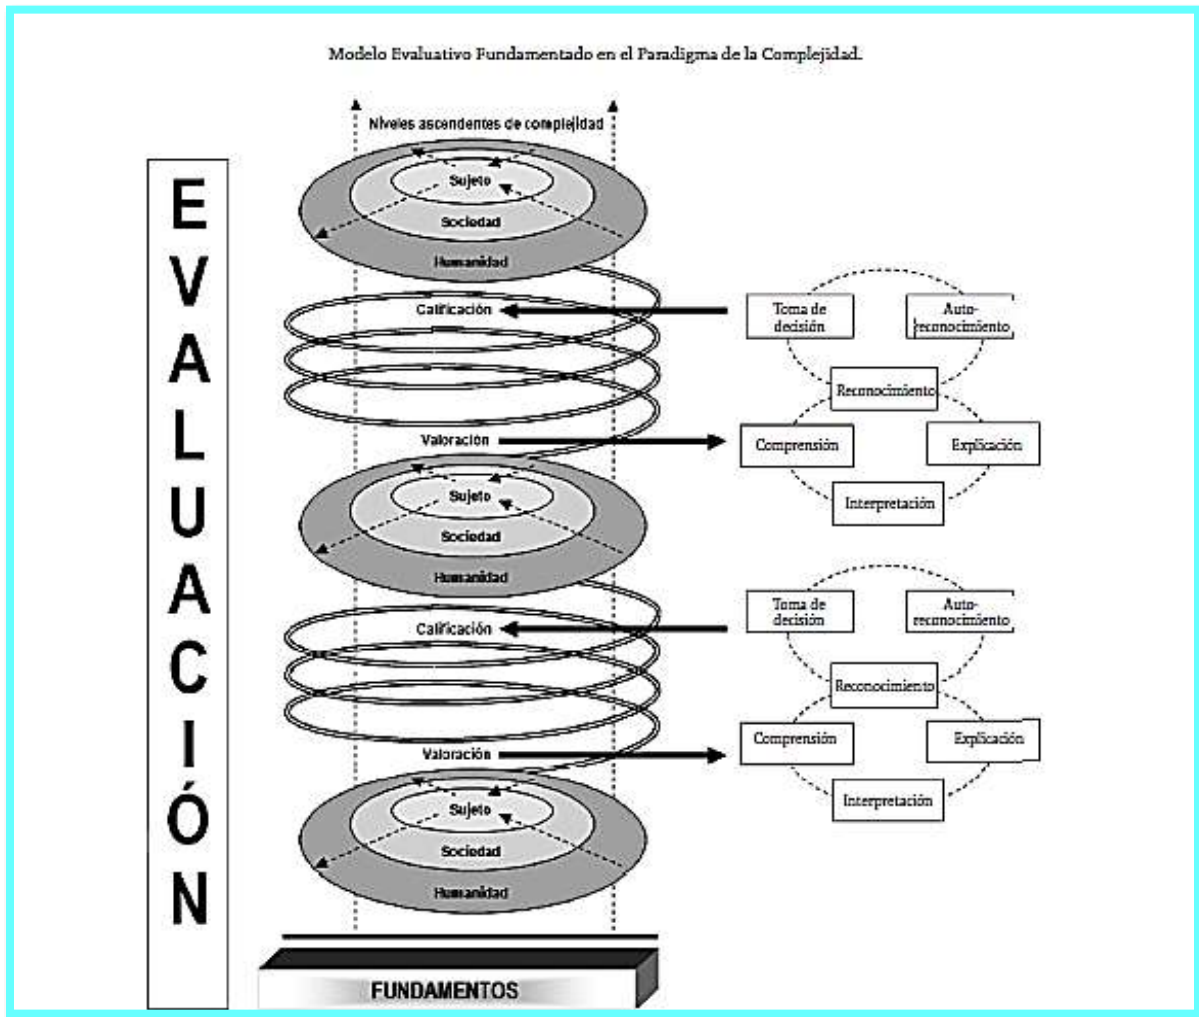 Modelo Evaluativo Fundamentado en el Paradigma de la Complejidad.
EVALUACIÓN
Niveles ascendentes de complejidad
Sujeto
Sociedad
Humanidad
Calificación
Valoración
Toma de
decisión
Auto-
reconocimiento
Reconocimiento
Comprensión
Explicación
Interpretación
Sujeto
Sociedad
Humanidad
Calificación
Valoración
Toma de
decisión
Auto-
reconocimiento
Reconocimiento
Comprensión
Explicación
Interpretación
Sujeto
Sociedad
Humanidad
FUNDAMENTOS